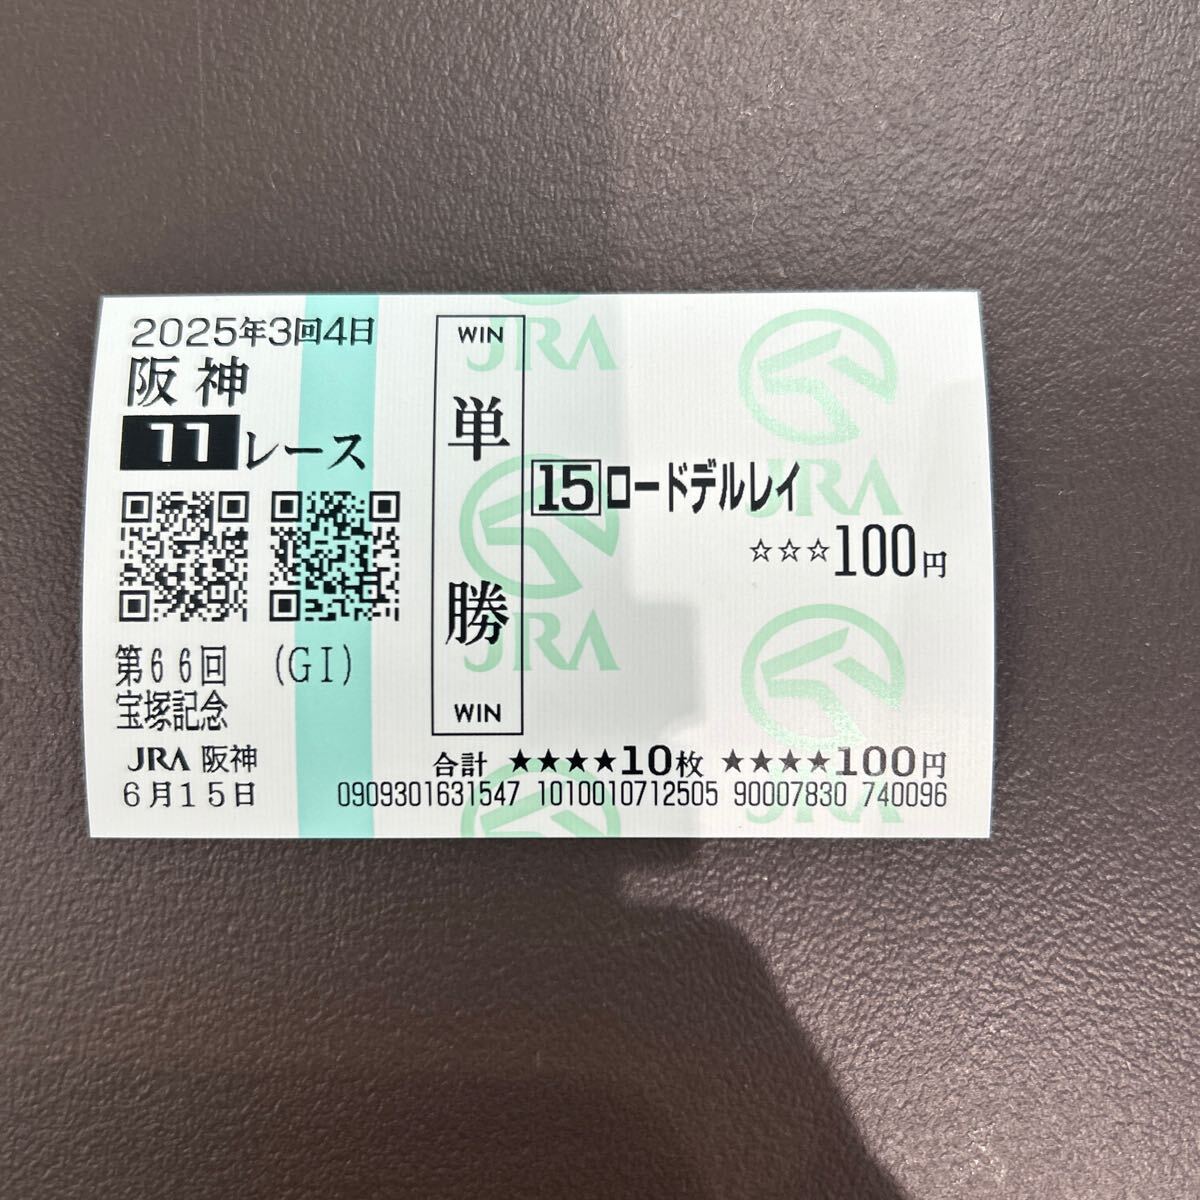 2025年3回4日
阪神
11レース
第66回 (GI)
宝塚記念
JRA 阪神
6月15日
WIN
単勝
WIN
15 ロードデルレイ
☆☆☆100円
合計 ★★★★10枚 ★★★★100円
0909301631547 1010010712505 90007830 740096
JRA
JRA
JRA
JRA